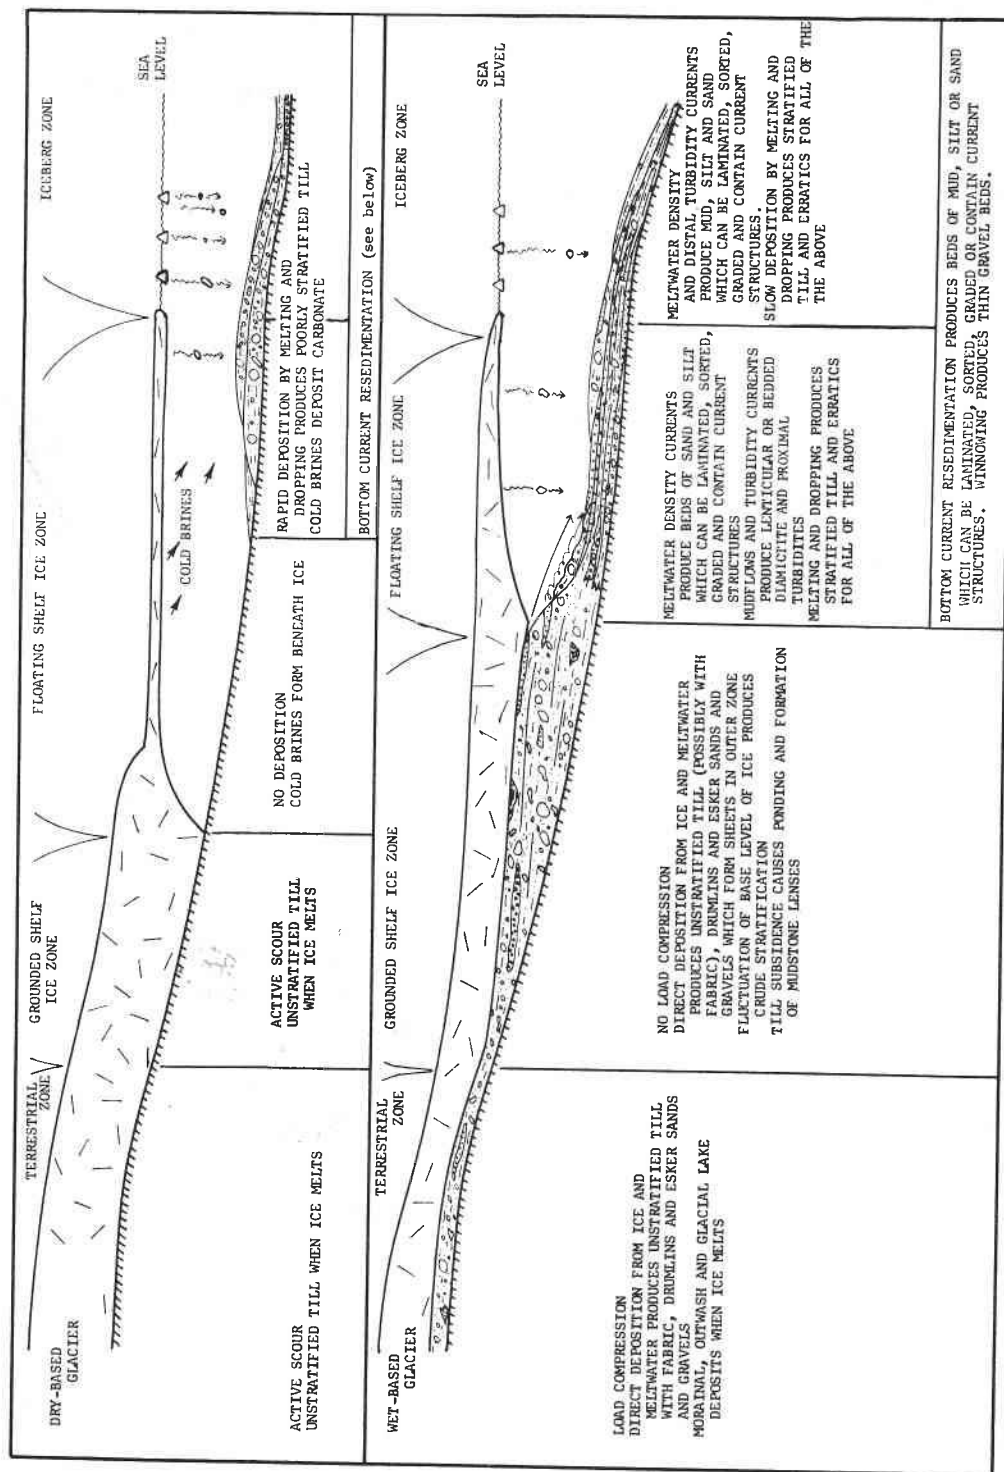 DRY-BASED
GLACIER
TERRESTRIAL
ZONE
GROUNDED SHELF
ICE ZONE
FLOATING SHELF ICE ZONE
ICEBERG ZONE
SEA
LEVEL
COLD BRINES
ACTIVE SCOUR
UNSTRATIFIED TILL WHEN ICE MELTS
ACTIVE SCOUR
UNSTRATIFIED TILL
WHEN ICE MELTS
NO DEPOSITION
COLD BRINES FORM BENEATH ICE
RAPID DEPOSITION BY MELTING AND
DROPPING PRODUCES POORLY STRATIFIED TILL
COLD BRINES DEPOSIT CARBONATE
BOTTOM CURRENT RESEDIMENTATION (see below)
WET-BASED
GLACIER
TERRESTRIAL
ZONE
GROUNDED SHELF ICE ZONE
FLOATING SHELF ICE ZONE
ICEBERG ZONE
SEA
LEVEL
LOAD COMPRESSION
DIRECT DEPOSITION FROM ICE AND
MELTWATER PRODUCES UNSTRATIFIED TILL
WITH FABRIC, DRUMLINS AND ESKER SANDS
AND GRAVELS
MORAINAL, OUTWASH AND GLACIAL LAKE
DEPOSITS WHEN ICE MELTS
NO LOAD COMPRESSION
DIRECT DEPOSITION FROM ICE AND MELTWATER
PRODUCES UNSTRATIFIED TILL (POSSIBLY WITH
FABRIC), DRUMLINS AND ESKER SANDS AND
GRAVELS WHICH FORM SHEETS IN OUTER ZONE
FLUCTUATION OF BASE LEVEL OF ICE PRODUCES
CRUDE STRATIFICATION
TILL SUBSIDENCE CAUSES PONDING AND FORMATION
OF MUDSTONE LENSES
MELTWATER DENSITY CURRENTS
PRODUCE BEDS OF SAND AND SILT
WHICH CAN BE LAMINATED, SORTED,
GRADED AND CONTAIN CURRENT
STRUCTURES
MUDFLOWS AND TURBIDITY CURRENTS
PRODUCE LENTICULAR OR BEDDED
DIAMICTITE AND PROXIMAL
TURBIDITES
MELTING AND DROPPING PRODUCES
STRATIFIED TILL AND ERRATICS
FOR ALL OF THE ABOVE
MELTWATER DENSITY
AND DISTAL TURBIDITY CURRENTS
PRODUCE MUD, SILT AND SAND
WHICH CAN BE LAMINATED, SORTED,
GRADED AND CONTAIN CURRENT
STRUCTURES.
SLOW DEPOSITION BY MELTING AND
DROPPING PRODUCES STRATIFIED
TILL AND ERRATICS FOR ALL OF THE
THE ABOVE
BOTTOM CURRENT RESEDIMENTATION PRODUCES BEDS OF MUD, SILT OR SAND
WHICH CAN BE LAMINATED, SORTED, GRADED OR CONTAIN CURRENT
STRUCTURES. WINNOWING PRODUCES THIN GRAVEL BEDS.